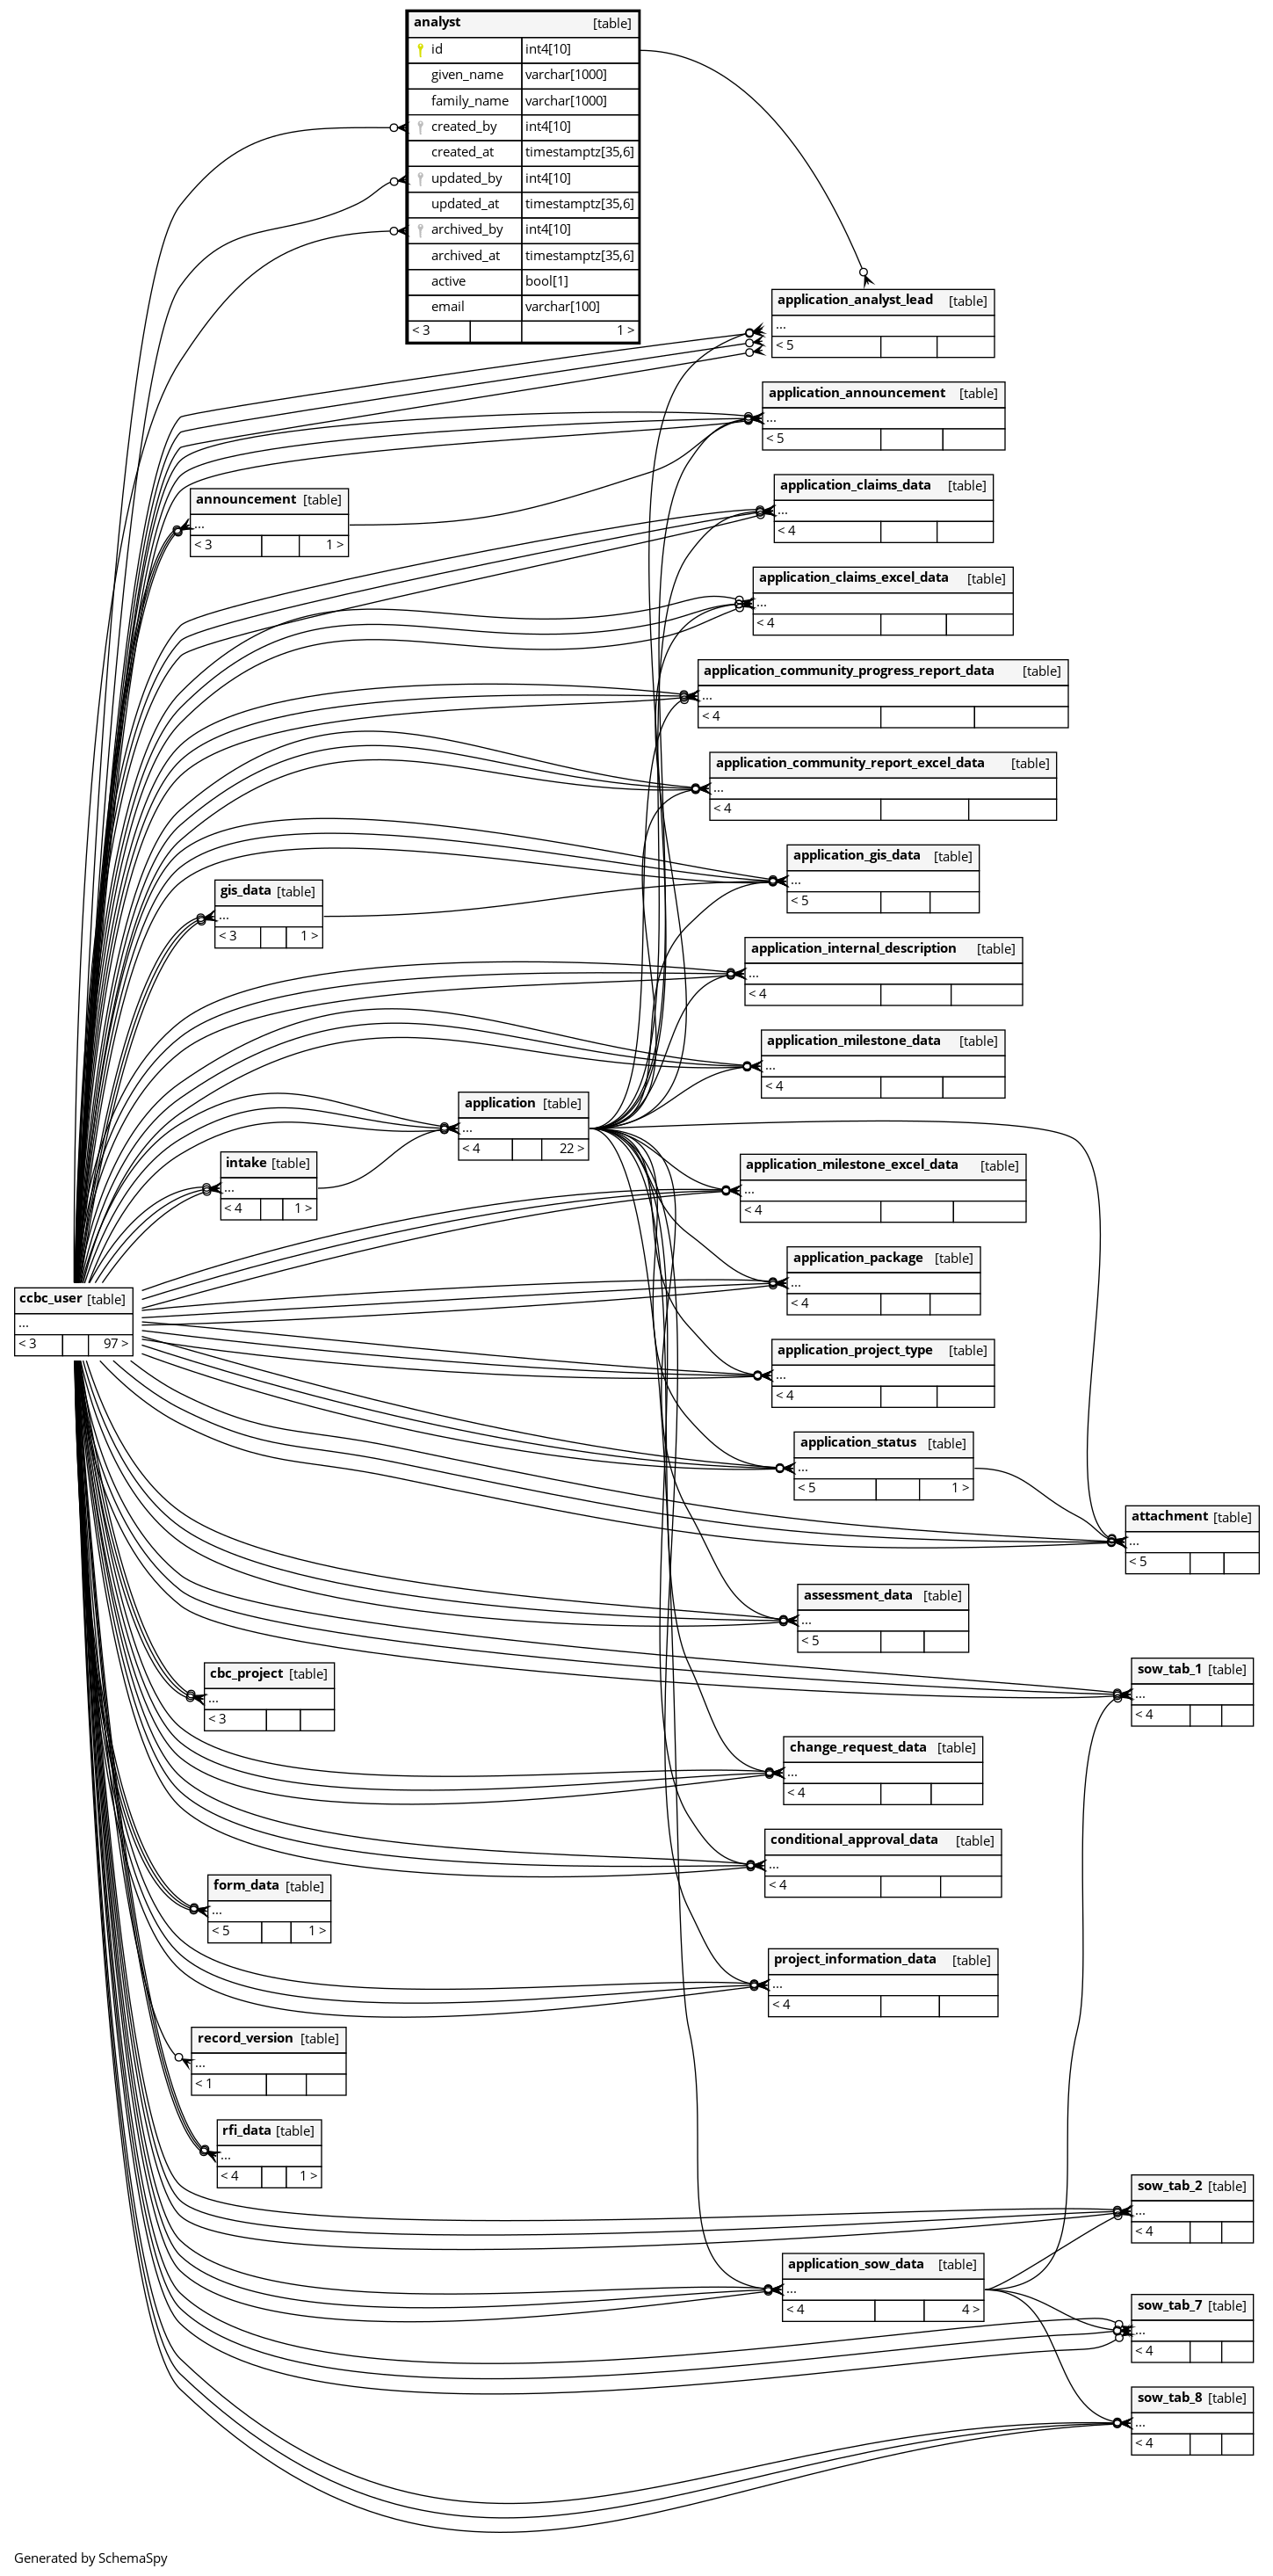 analyst [table]
id int4[10]
given_name varchar[1000]
family_name varchar[1000]
created_by int4[10]
created_at timestamptz[35,6]
updated_by int4[10]
updated_at timestamptz[35,6]
archived_by int4[10]
archived_at timestamptz[35,6]
active bool[1]
email varchar[100]
< 3 1 >
application_analyst_lead [table]
...
< 5
application_announcement [table]
...
< 5
announcement [table]
...
< 3 1 >
application_claims_data [table]
...
< 4
application_claims_excel_data [table]
...
< 4
application_community_progress_report_data [table]
...
< 4
application_community_report_excel_data [table]
...
< 4
application_gis_data [table]
...
< 5
gis_data [table]
...
< 3 1 >
application_internal_description [table]
...
< 4
application_milestone_data [table]
...
< 4
application [table]
...
< 4 22 >
intake [table]
...
< 4 1 >
application_milestone_excel_data [table]
...
< 4
application_package [table]
...
< 4
ccbc_user [table]
...
< 3 97 >
application_project_type [table]
...
< 4
application_status [table]
...
< 5 1 >
attachment [table]
...
< 5
assessment_data [table]
...
< 5
cbc_project [table]
...
< 3
sow_tab_1 [table]
...
< 4
change_request_data [table]
...
< 4
conditional_approval_data [table]
...
< 4
form_data [table]
...
< 5 1 >
project_information_data [table]
...
< 4
record_version [table]
...
< 1
rfi_data [table]
...
< 4 1 >
sow_tab_2 [table]
...
< 4
application_sow_data [table]
...
< 4 4 >
sow_tab_7 [table]
...
< 4
sow_tab_8 [table]
...
< 4
Generated by SchemaSpy